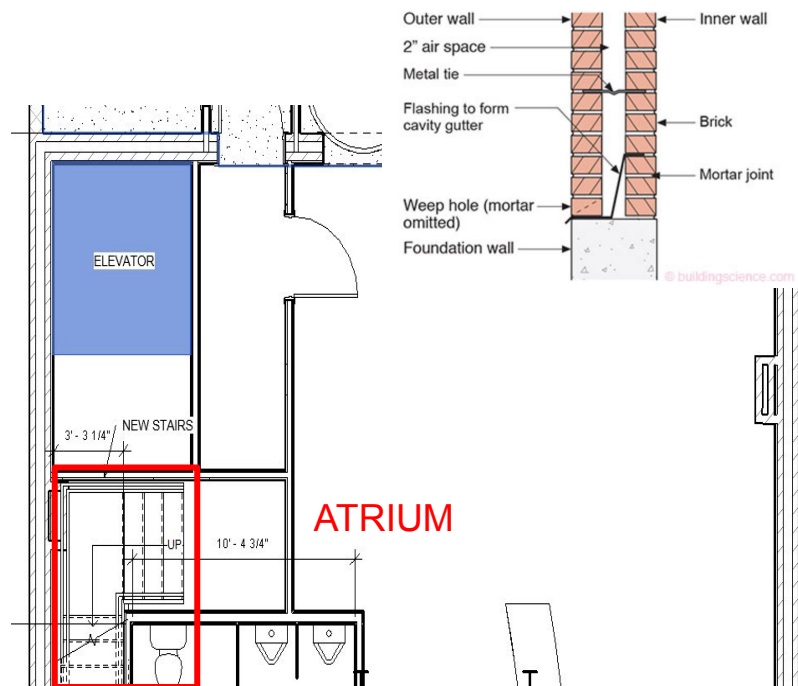 Outer wall
Inner wall
2” air space
Metal tie
Flashing to form
cavity gutter
Brick
Mortar joint
Weep hole (mortar
omitted)
Foundation wall
© buildingscience.com
ELEVATOR
NEW STAIRS
3' - 3 1/4"
ATRIUM
UP
10' - 4 3/4"